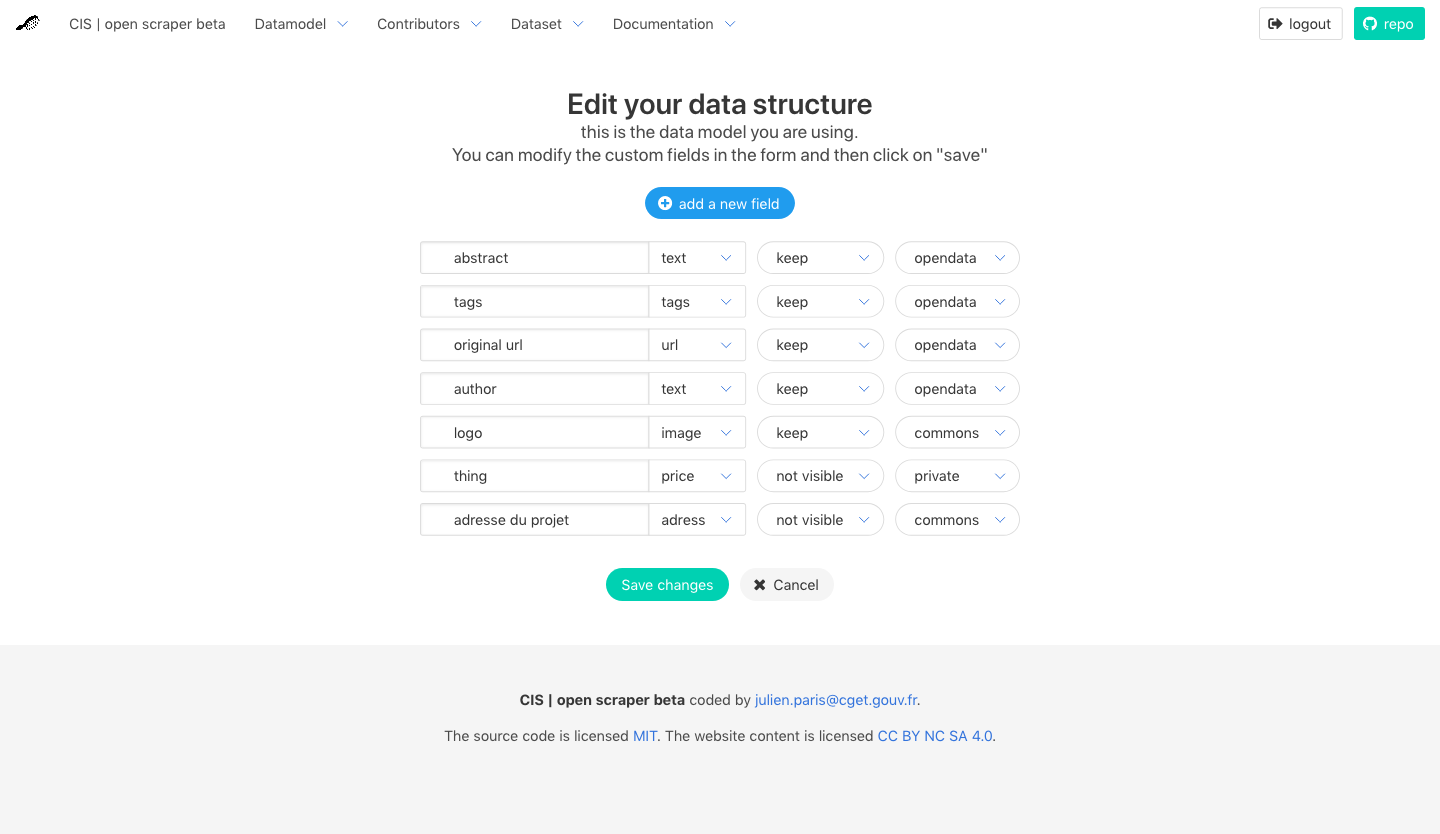 CIS | open scraper beta Datamodel Contributors Dataset Documentation logout repo
Edit your data structure
this is the data model you are using.
You can modify the custom fields in the form and then click on "save"
add a new field
abstract text keep opendata
tags tags keep opendata
original url url keep opendata
author text keep opendata
logo image keep commons
thing price not visible private
adresse du projet adress not visible commons
Save changes Cancel
CIS | open scraper beta coded by julien.paris@cget.gouv.fr.
The source code is licensed MIT. The website content is licensed CC BY NC SA 4.0.